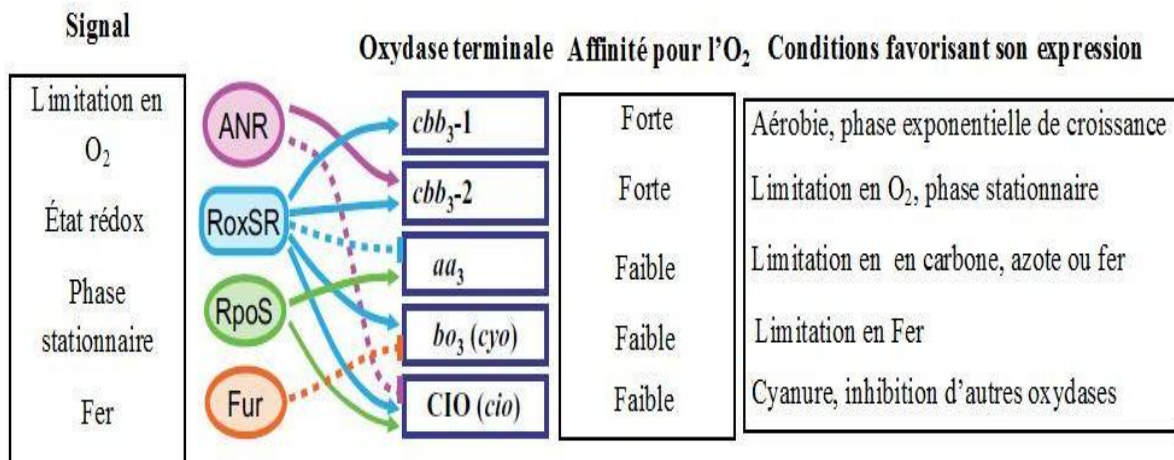 Signal
Oxydase terminale Affinité pour l'O₂ Conditions favorisant son expression
Limitation en
O₂
État rédox
Phase
stationnaire
Fer
ANR
RoxSR
RpoS
Fur
cbb₃-1
cbb₃-2
aa₃
bo₃ (cyo)
CIO (cio)
Forte
Forte
Faible
Faible
Faible
Aérobie, phase exponentielle de croissance
Limitation en O₂, phase stationnaire
Limitation en en carbone, azote ou fer
Limitation en Fer
Cyanure, inhibition d'autres oxydases